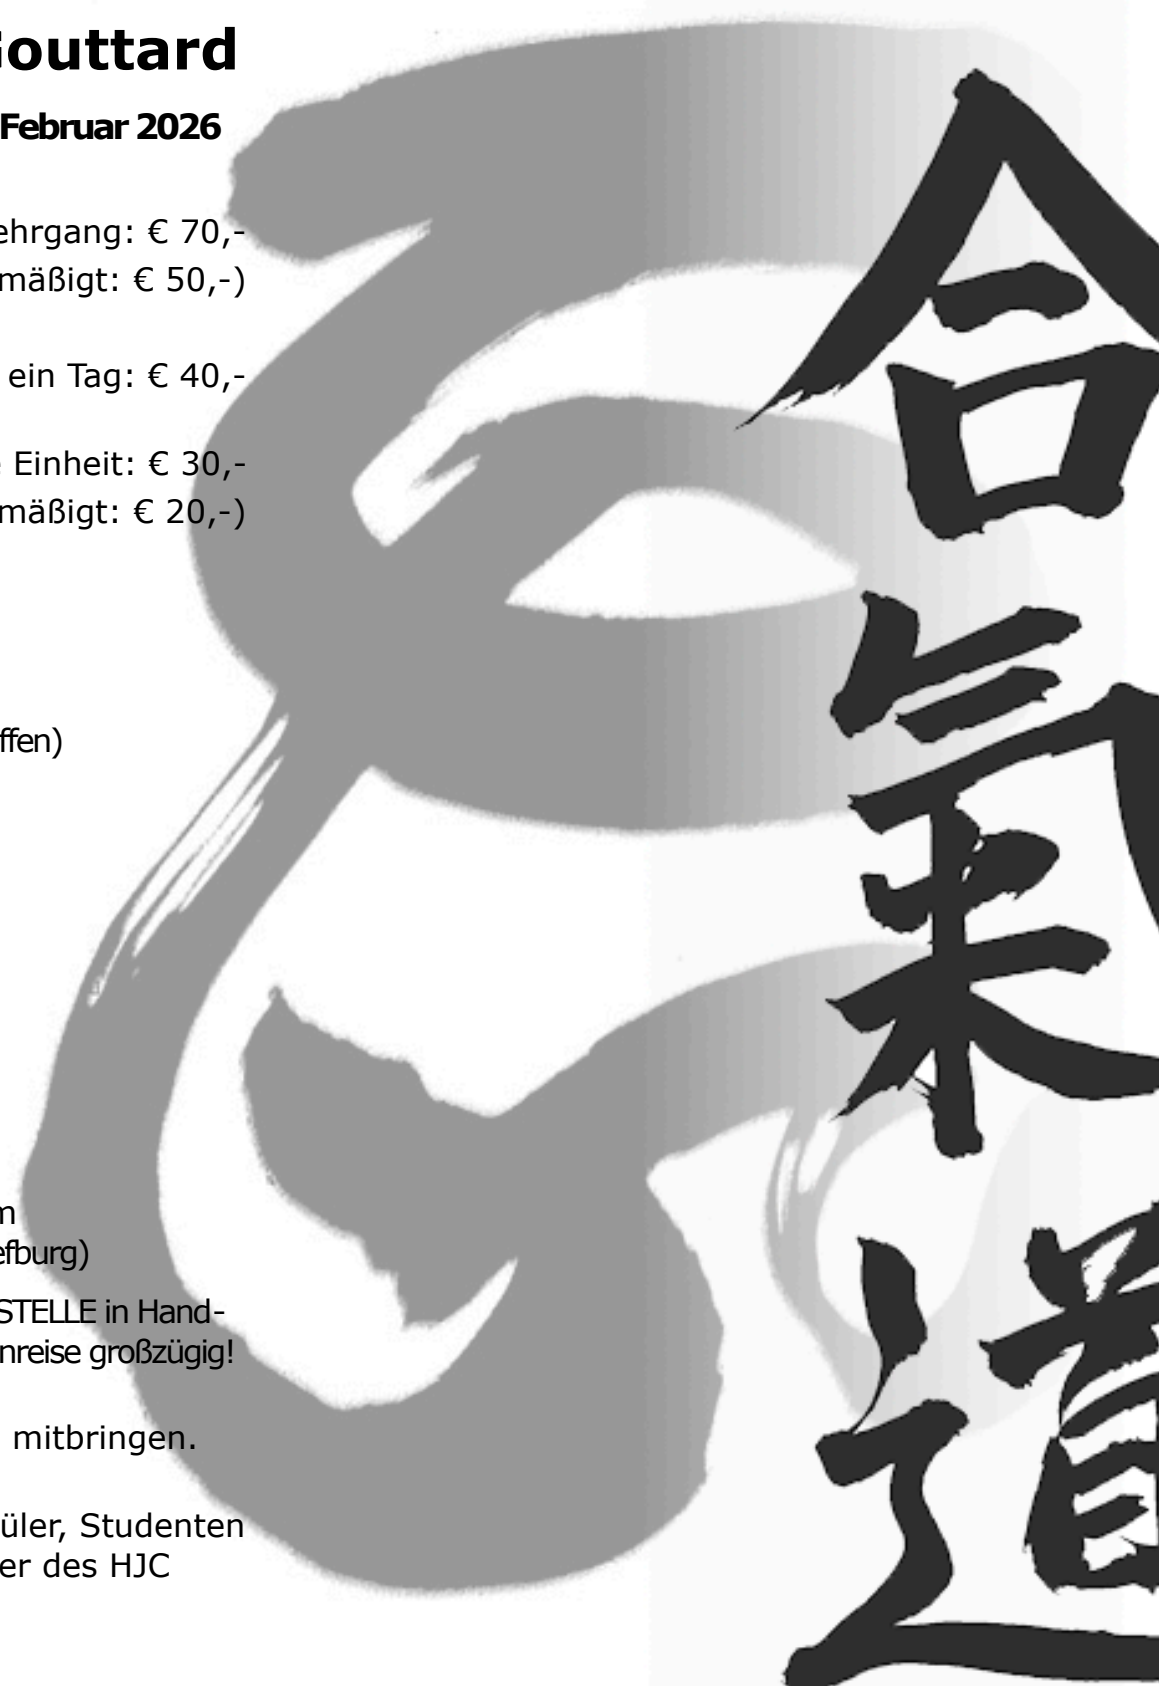 outtard
Februar 2026
ehrgang: € 70,-
mäßigt: € 50,-)
ein Tag: € 40,-
Einheit: € 30,-
mäßigt: € 20,-)
ffen)
efburg)
STELLE in Hand-
nreise großzügig!
mitbringen.
üler, Studenten
er des HJC
合
氣
道